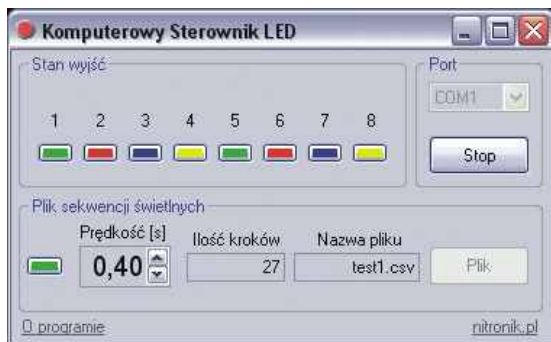 Komputerowy Sterownik LED
Stan wyjść
Port
1 2 3 4 5 6 7 8
COM1
Stop
Plik sekwencji świetlnych
Prędkość [s]
Ilość kroków
Nazwa pliku
0,40
27
test1.csv
Plik
O programie
nitronik.pl